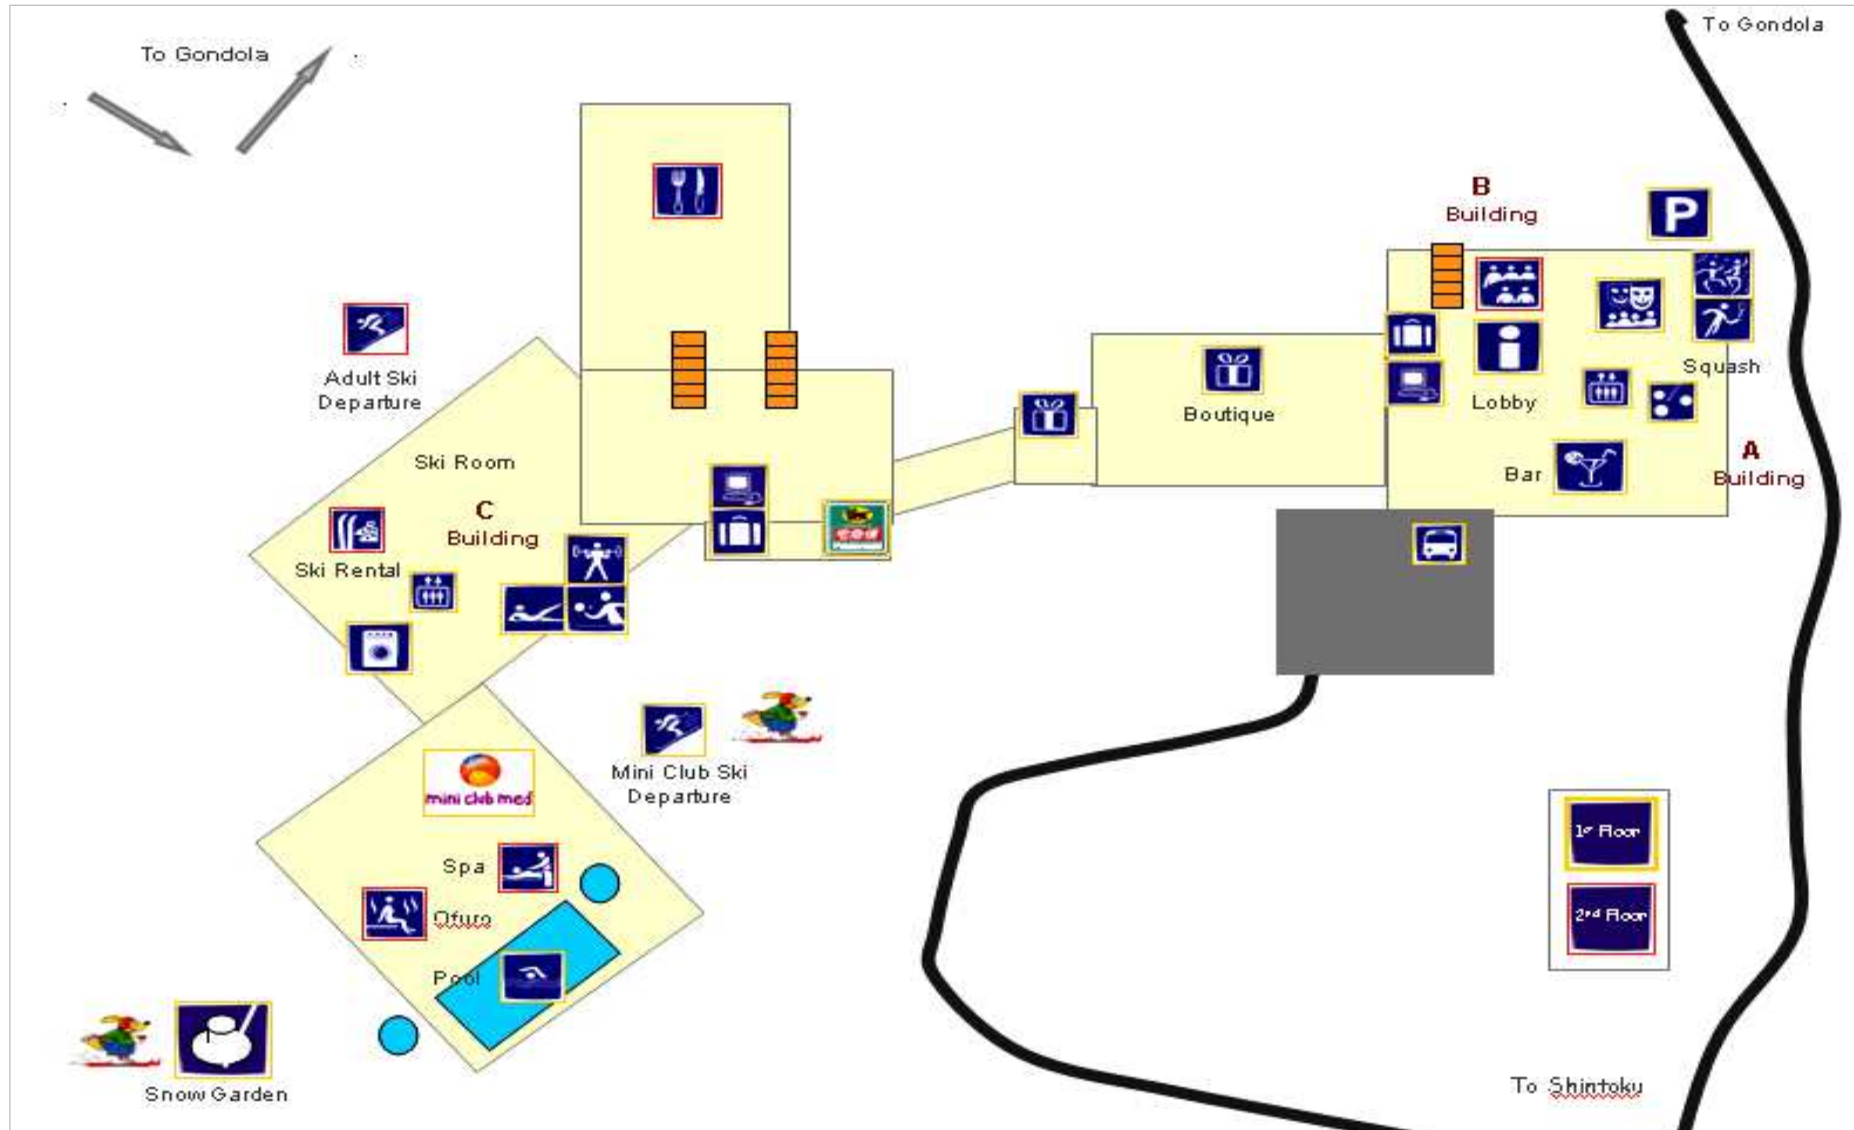 To Gondola
To Gondola
B
Building
P
Adult Ski
Departure
Squash
Boutique
Lobby
Ski Room
Bar
A
Building
C
Building
Ski Rental
Mini Club Ski
Departure
mini club med
1st Floor
Spa
Ofuro
2nd Floor
Pool
Snow Garden
To Shintoku